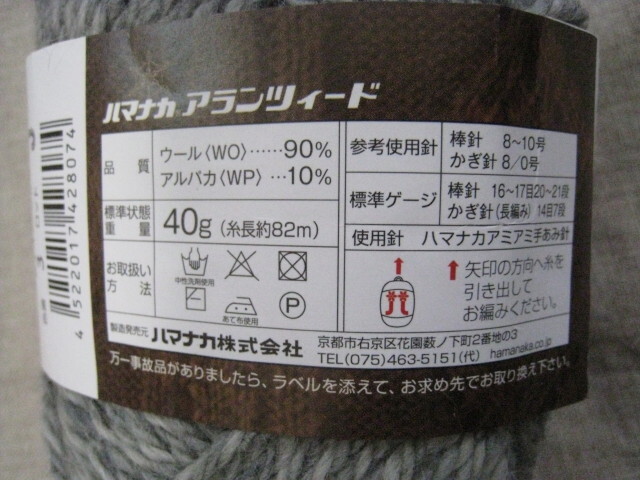 ハマナカ アランツィード
品質
ウール〈WO〉……90%
アルパカ〈WP〉…10%
標準状態重量
40g(糸長約82m)
お取扱い方法
中性洗剤使用
あて布使用
P
参考使用針
棒針 8〜10号
かぎ針 8/0号
標準ゲージ
棒針 16〜17目20〜21段
かぎ針(長編み) 14目7段
使用針 ハマナカアミアミ手あみ針
矢印の方向へ糸を
引き出して
お編みください。
製造発売元 ハマナカ株式会社
京都市右京区花園薮ノ下町2番地の3
TEL(075)463-5151(代) hamanaka.co.jp
万一事故品がありましたら、ラベルを添えて、お求め先でお取り換え下さい。
4 522017 428074